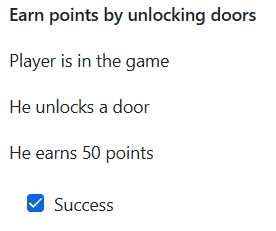 Earn points by unlocking doors
Player is in the game
He unlocks a door
He earns 50 points
Success